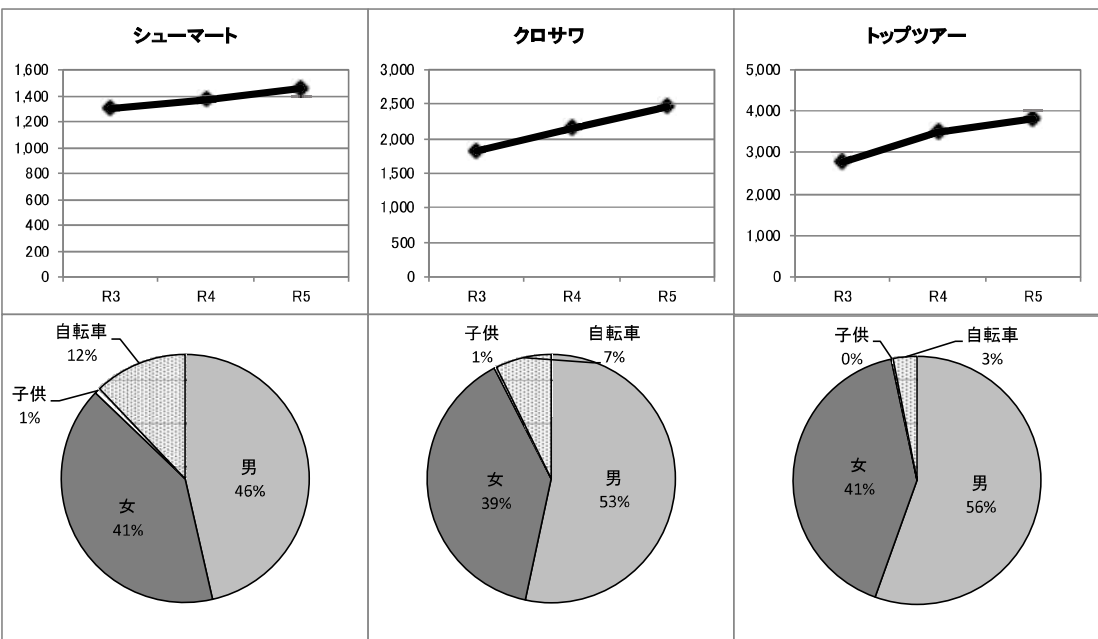 シューマート
1,600
1,400
1,200
1,000
800
600
400
200
0
R3 R4 R5
クロサワ
3,000
2,500
2,000
1,500
1,000
500
0
R3 R4 R5
トップツアー
5,000
4,000
3,000
2,000
1,000
0
R3 R4 R5
自転車
12%
子供
1%
男
46%
女
41%
子供
1%
自転車
7%
女
39%
男
53%
子供
0%
自転車
3%
女
41%
男
56%